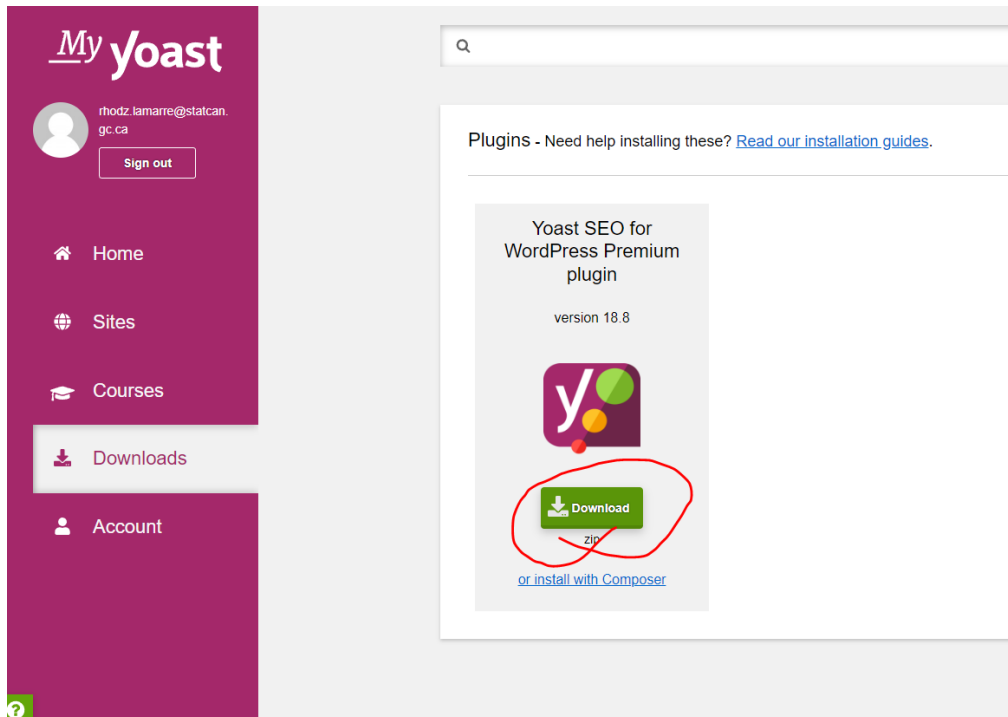 My yoast
rhodz.lamarre@statcan.
gc.ca
Sign out
Home
Sites
Courses
Downloads
Account
Plugins - Need help installing these? Read our installation guides.
Yoast SEO for
WordPress Premium
plugin
version 18.8
y
Download
zip
or install with Composer
?